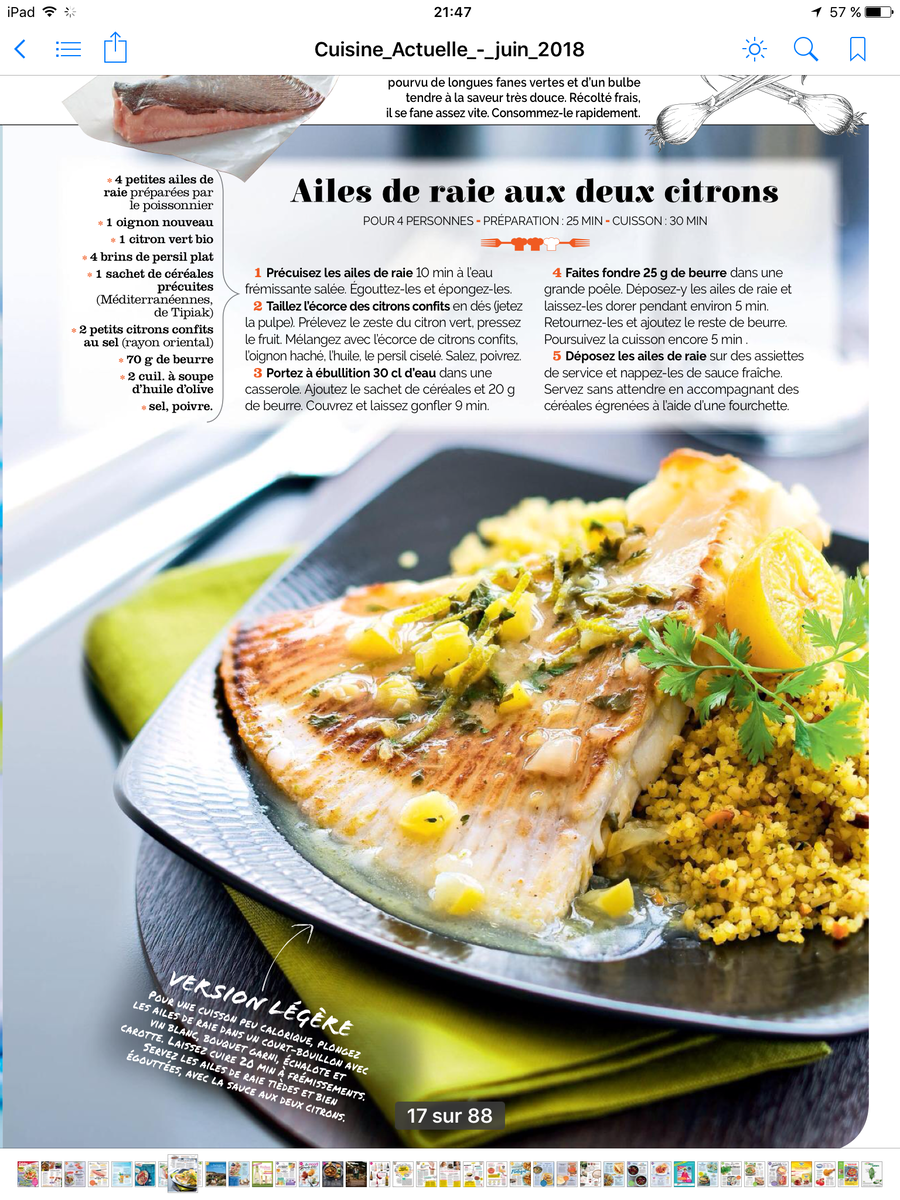 iPad
21:47
57 %
Cuisine_Actuelle_-_juin_2018
pourvu de longues fanes vertes et d'un bulbe
tendre à la saveur très douce. Récolté frais,
il se fane assez vite. Consommez-le rapidement.
* 4 petites ailes de
raie préparées par
le poissonnier
* 1 oignon nouveau
* 1 citron vert bio
* 4 brins de persil plat
* 1 sachet de céréales
précuites
(Méditerranéennes,
de Tipiak)
* 2 petits citrons confits
au sel (rayon oriental)
* 70 g de beurre
* 2 cuil. à soupe
d'huile d'olive
* sel, poivre.
Ailes de raie aux deux citrons
POUR 4 PERSONNES - PRÉPARATION : 25 MIN - CUISSON : 30 MIN
1 Précuisez les ailes de raie 10 min à l'eau
frémissante salée. Égouttez-les et épongez-les.
2 Taillez l'écorce des citrons confits en dés (jetez
la pulpe). Prélevez le zeste du citron vert, pressez
le fruit. Mélangez avec l'écorce de citrons confits,
l'oignon haché, l'huile, le persil ciselé. Salez, poivrez.
3 Portez à ébullition 30 cl d'eau dans une
casserole. Ajoutez le sachet de céréales et 20 g
de beurre. Couvrez et laissez gonfler 9 min.
4 Faites fondre 25 g de beurre dans une
grande poêle. Déposez-y les ailes de raie et
laissez-les dorer pendant environ 5 min.
Retournez-les et ajoutez le reste de beurre.
Poursuivez la cuisson encore 5 min .
5 Déposez les ailes de raie sur des assiettes
de service et nappez-les de sauce fraîche.
Servez sans attendre en accompagnant des
céréales égrenées à l'aide d'une fourchette.
VERSION LÉGÈRE
POUR UNE CUISSON PEU CALORIQUE, PLONGEZ
LES AILES DE RAIE DANS UN COURT-BOUILLON AVEC
VIN BLANC, BOUQUET GARNI, ÉCHALOTE ET
CAROTTE. LAISSEZ CUIRE 20 MIN À FRÉMISSEMENTS.
SERVEZ LES AILES DE RAIE TIÈDES ET BIEN
ÉGOUTTÉES, AVEC LA SAUCE AUX DEUX CITRONS.
17 sur 88